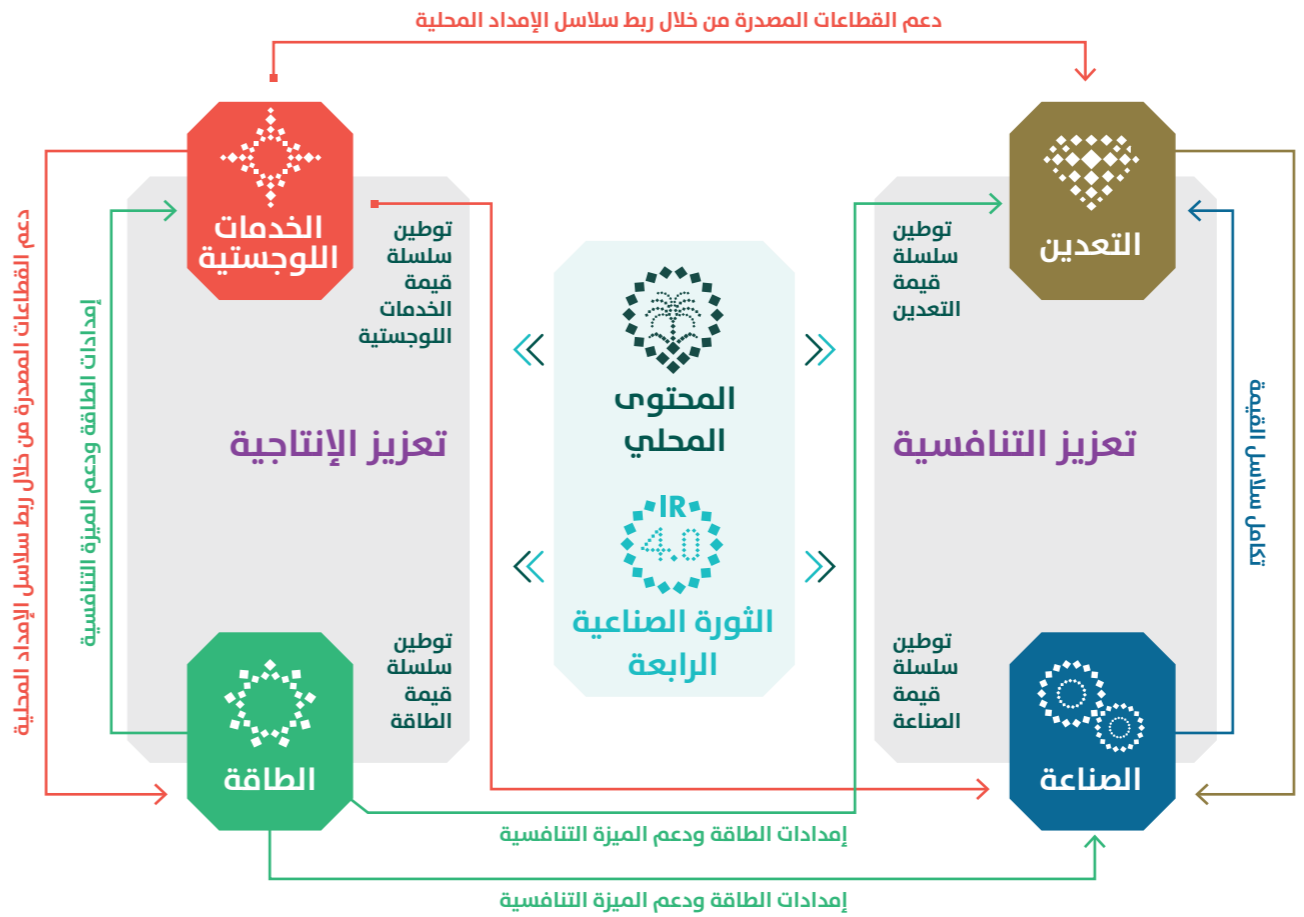 دعم القطاعات المصدرة من خلال ربط سلاسل الإمداد المحلية
التعدين
توطين
سلسلة
قيمة
التعدين
تعزيز التنافسية
تكامل سلاسل القيمة
توطين
سلسلة
قيمة
الصناعة
الصناعة
المحتوى
المحلي
IR
4.0
الثورة الصناعية
الرابعة
الخدمات
اللوجستية
توطين
سلسلة
قيمة
الخدمات
اللوجستية
تعزيز الإنتاجية
توطين
سلسلة
قيمة
الطاقة
الطاقة
إمدادات الطاقة ودعم الميزة التنافسية
دعم القطاعات المصدرة من خلال ربط سلاسل الإمداد المحلية
إمدادات الطاقة ودعم الميزة التنافسية
إمدادات الطاقة ودعم الميزة التنافسية